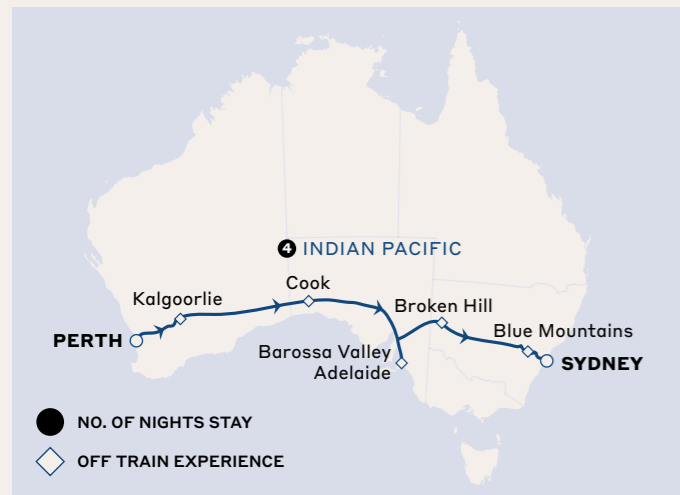 4 INDIAN PACIFIC
Cook
Kalgoorlie
Broken Hill
Blue Mountains
PERTH
Barossa Valley
Adelaide
SYDNEY
NO. OF NIGHTS STAY
OFF TRAIN EXPERIENCE